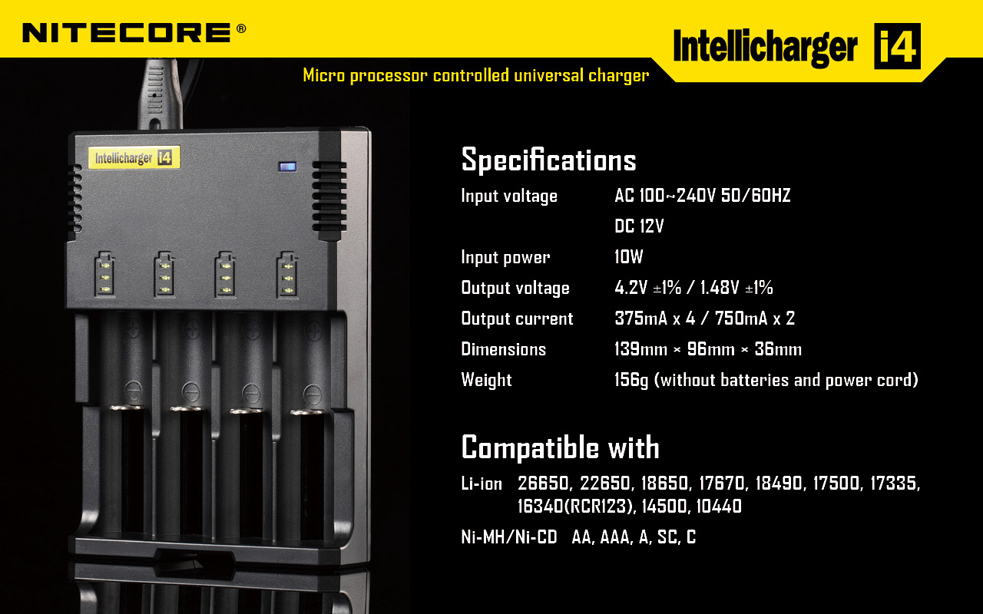 NITECORE®
Intellicharger i4
Micro processor controlled universal charger
Intellicharger i4
Specifications
Input voltage AC 100~240V 50/60HZ
DC 12V
Input power 10W
Output voltage 4.2V ±1% / 1.48V ±1%
Output current 375mA x 4 / 750mA x 2
Dimensions 139mm × 96mm × 36mm
Weight 156g (without batteries and power cord)
Compatible with
Li-ion 26650, 22650, 18650, 17670, 18490, 17500, 17335,
16340(RCR123), 14500, 10440
Ni-MH/Ni-CD AA, AAA, A, SC, C